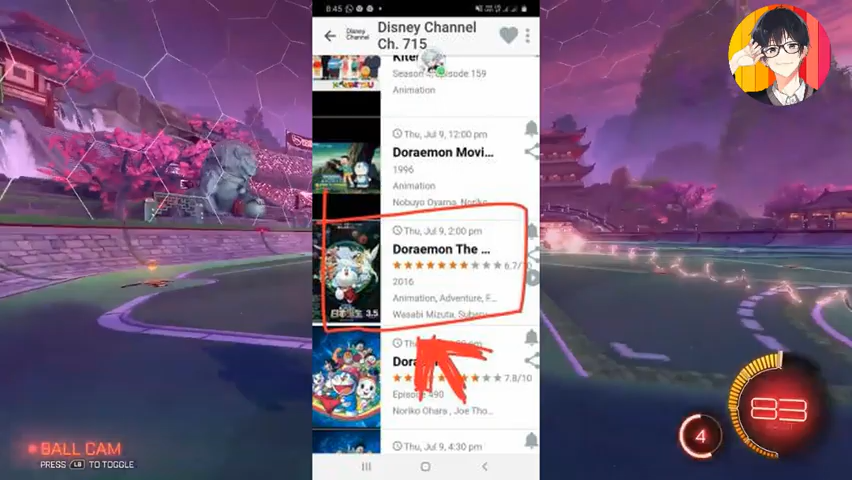 8:45
Disney Channel
Disney
Channel
Ch. 715
Season 4, Episode 159
Animation
Thu, Jul 9, 12:00 pm
Doraemon Movi...
1996
Animation
Nobuyo Oyama, Noriko
Thu, Jul 9, 2:00 pm
Doraemon The ...
6.7/10
2016
Animation, Adventure, F...
3.5
Wasabi Mizuta, Subaru
7.8/10
Episode 490
Noriko Ohara , Joe Tho...
Thu, Jul 9, 4:30 pm
BALL CAM
PRESS LB TO TOGGLE
4
83